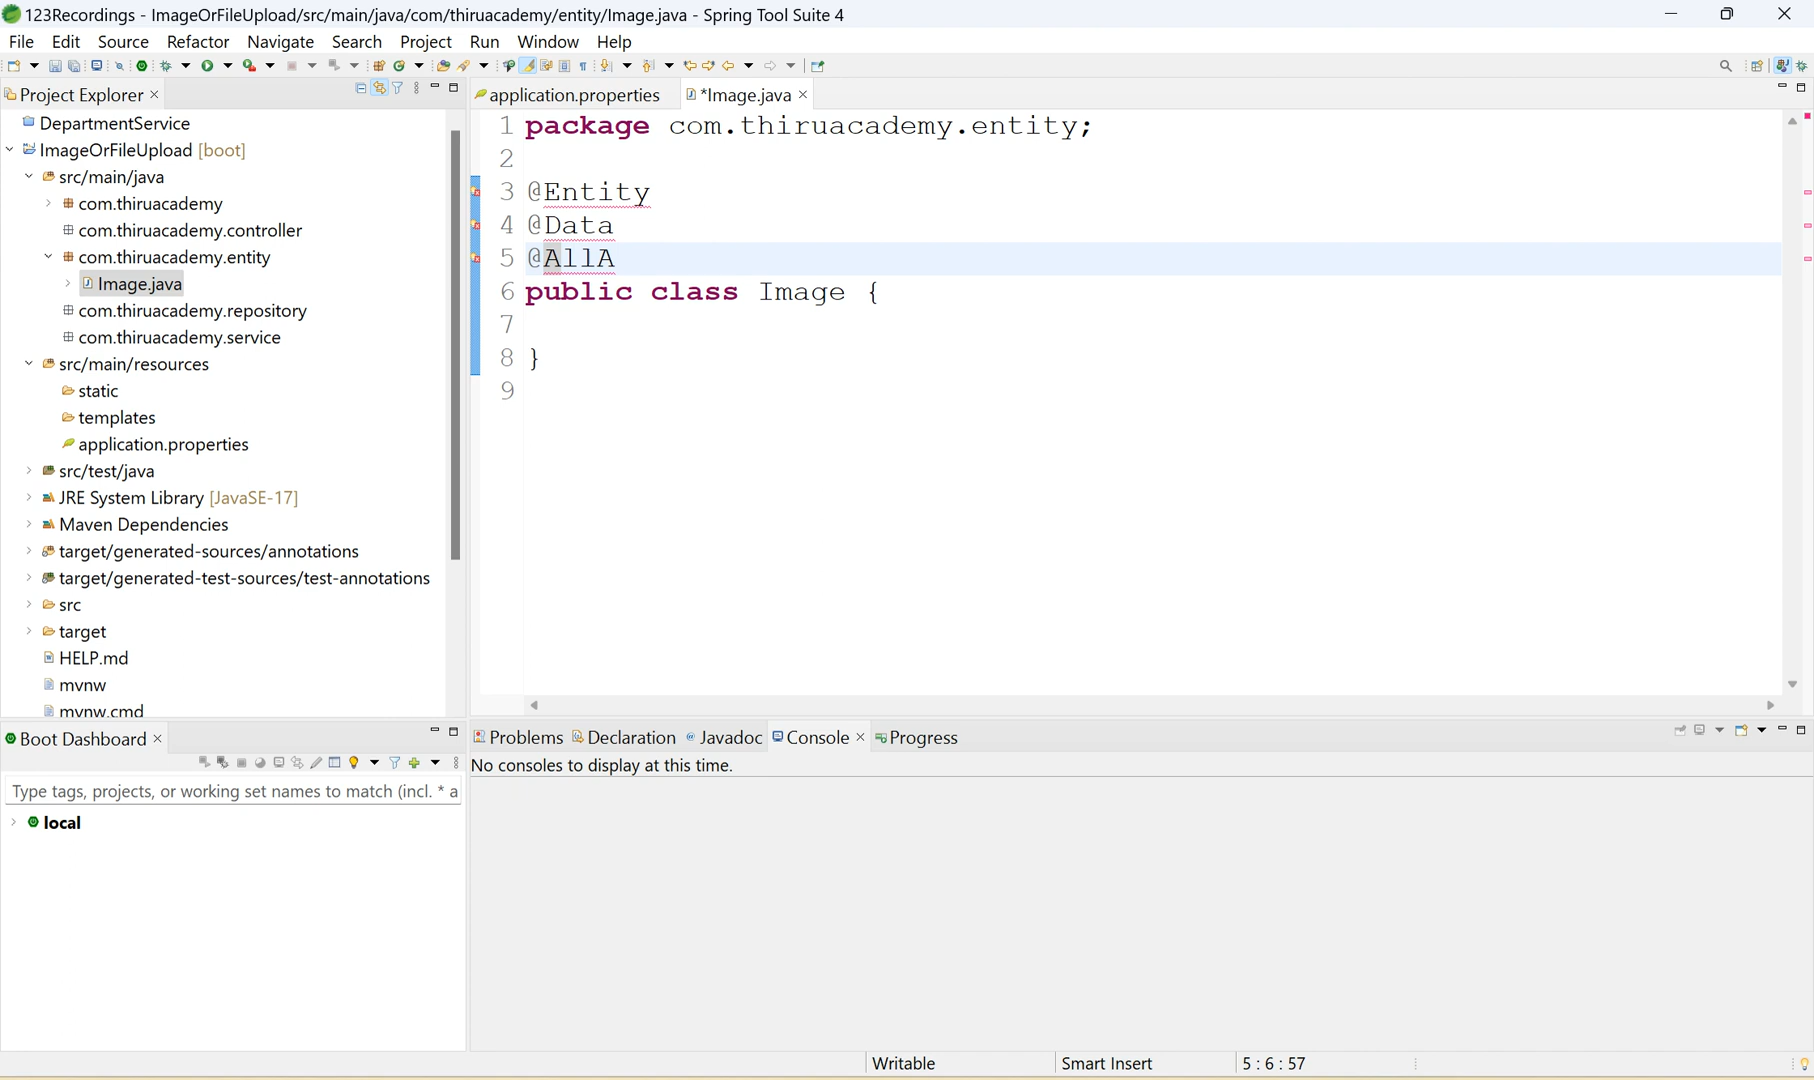 123Recordings - ImageOrFileUpload/src/main/java/com/thiruacademy/entity/Image.java - Spring Tool Suite 4
File Edit Source Refactor Navigate Search Project Run Window Help
Project Explorer
DepartmentService
ImageOrFileUpload [boot]
src/main/java
com.thiruacademy
com.thiruacademy.controller
com.thiruacademy.entity
Image.java
com.thiruacademy.repository
com.thiruacademy.service
src/main/resources
static
templates
application.properties
src/test/java
JRE System Library [JavaSE-17]
Maven Dependencies
target/generated-sources/annotations
target/generated-test-sources/test-annotations
src
target
HELP.md
mvnw
mvnw.cmd
application.properties *Image.java
1 package com.thiruacademy.entity;
2
3 @Entity
4 @Data
5 @AllA
6 public class Image {
7
8 }
9
Boot Dashboard
Type tags, projects, or working set names to match (incl. * a
local
Problems Declaration Javadoc Console Progress
No consoles to display at this time.
Writable Smart Insert 5 : 6 : 57